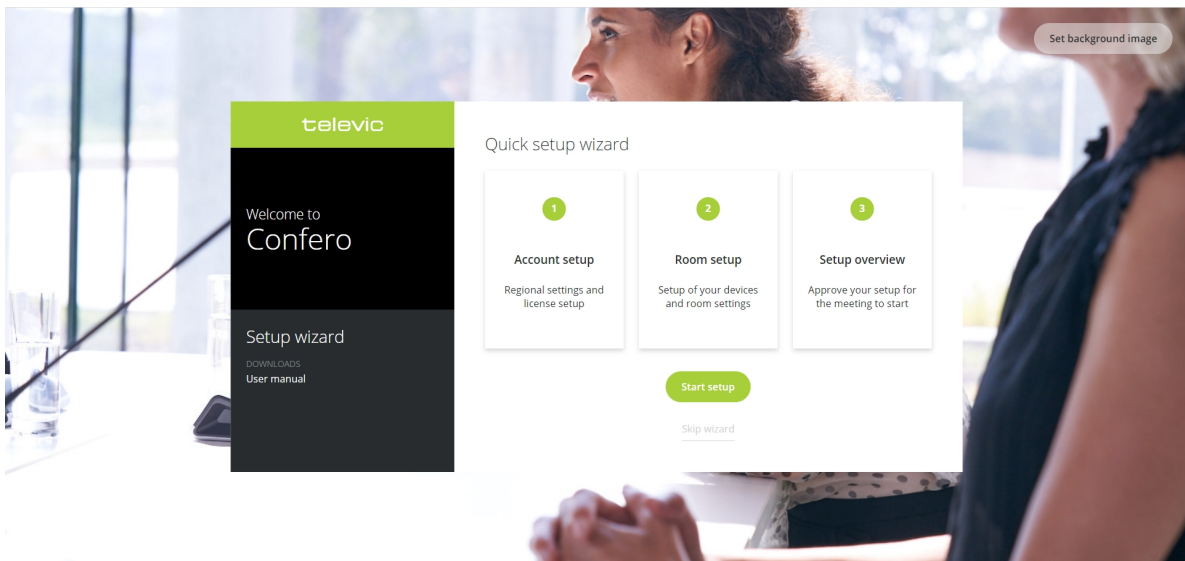 Set background image
televic
Welcome to
Confero
Setup wizard
DOWNLOADS
User manual
Quick setup wizard
1
Account setup
Regional settings and
license setup
2
Room setup
Setup of your devices
and room settings
3
Setup overview
Approve your setup for
the meeting to start
Start setup
Skip wizard